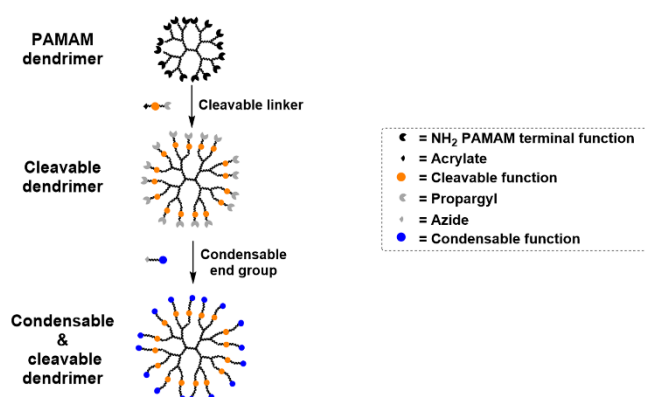 PAMAM
dendrimer
Cleavable linker
Cleavable
dendrimer
Condensable
end group
Condensable
&
cleavable
dendrimer
= NH₂ PAMAM terminal function
= Acrylate
= Cleavable function
= Propargyl
= Azide
= Condensable function